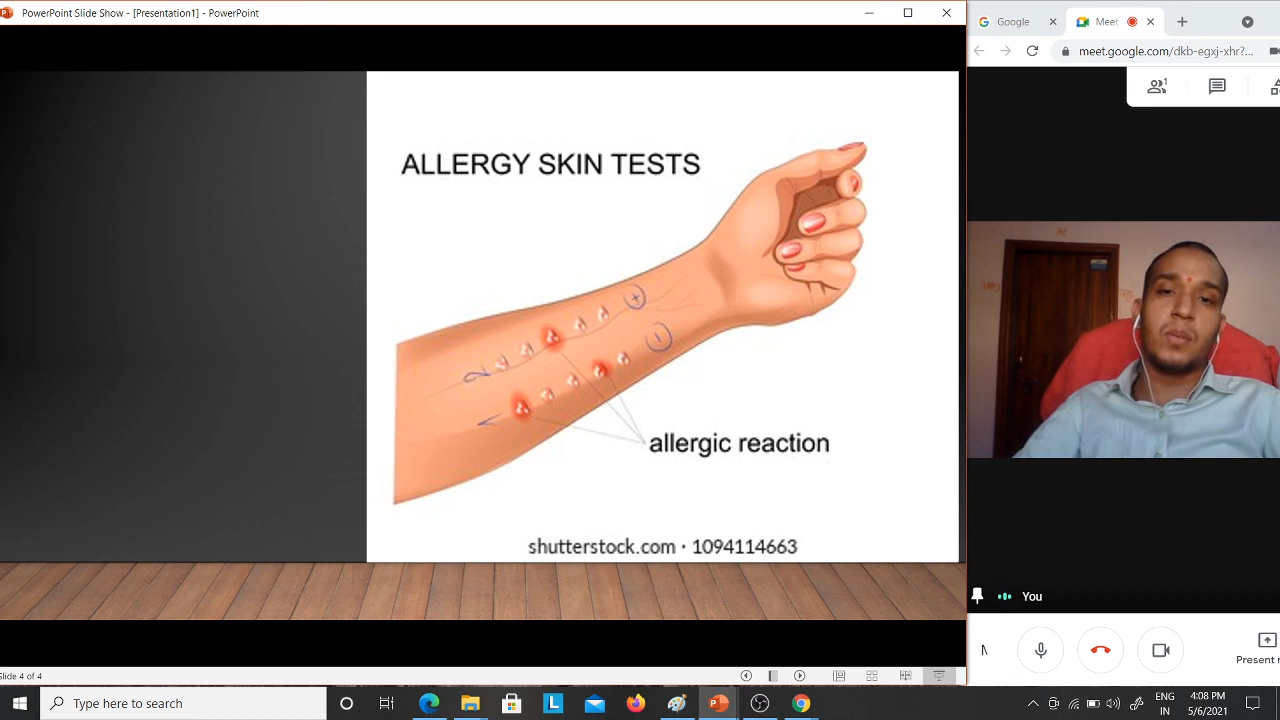 PowerPoint Slide Show - [Presentation1] - PowerPoint
Google
Meet
meet.google.com/dkb-egxj-xhr?...
1
ALLERGY SKIN TESTS
+
-
allergic reaction
shutterstock.com · 1094114663
You
Present n
Slide 4 of 4
Type here to search
ENG
IN
4:08 PM
5/6/2021